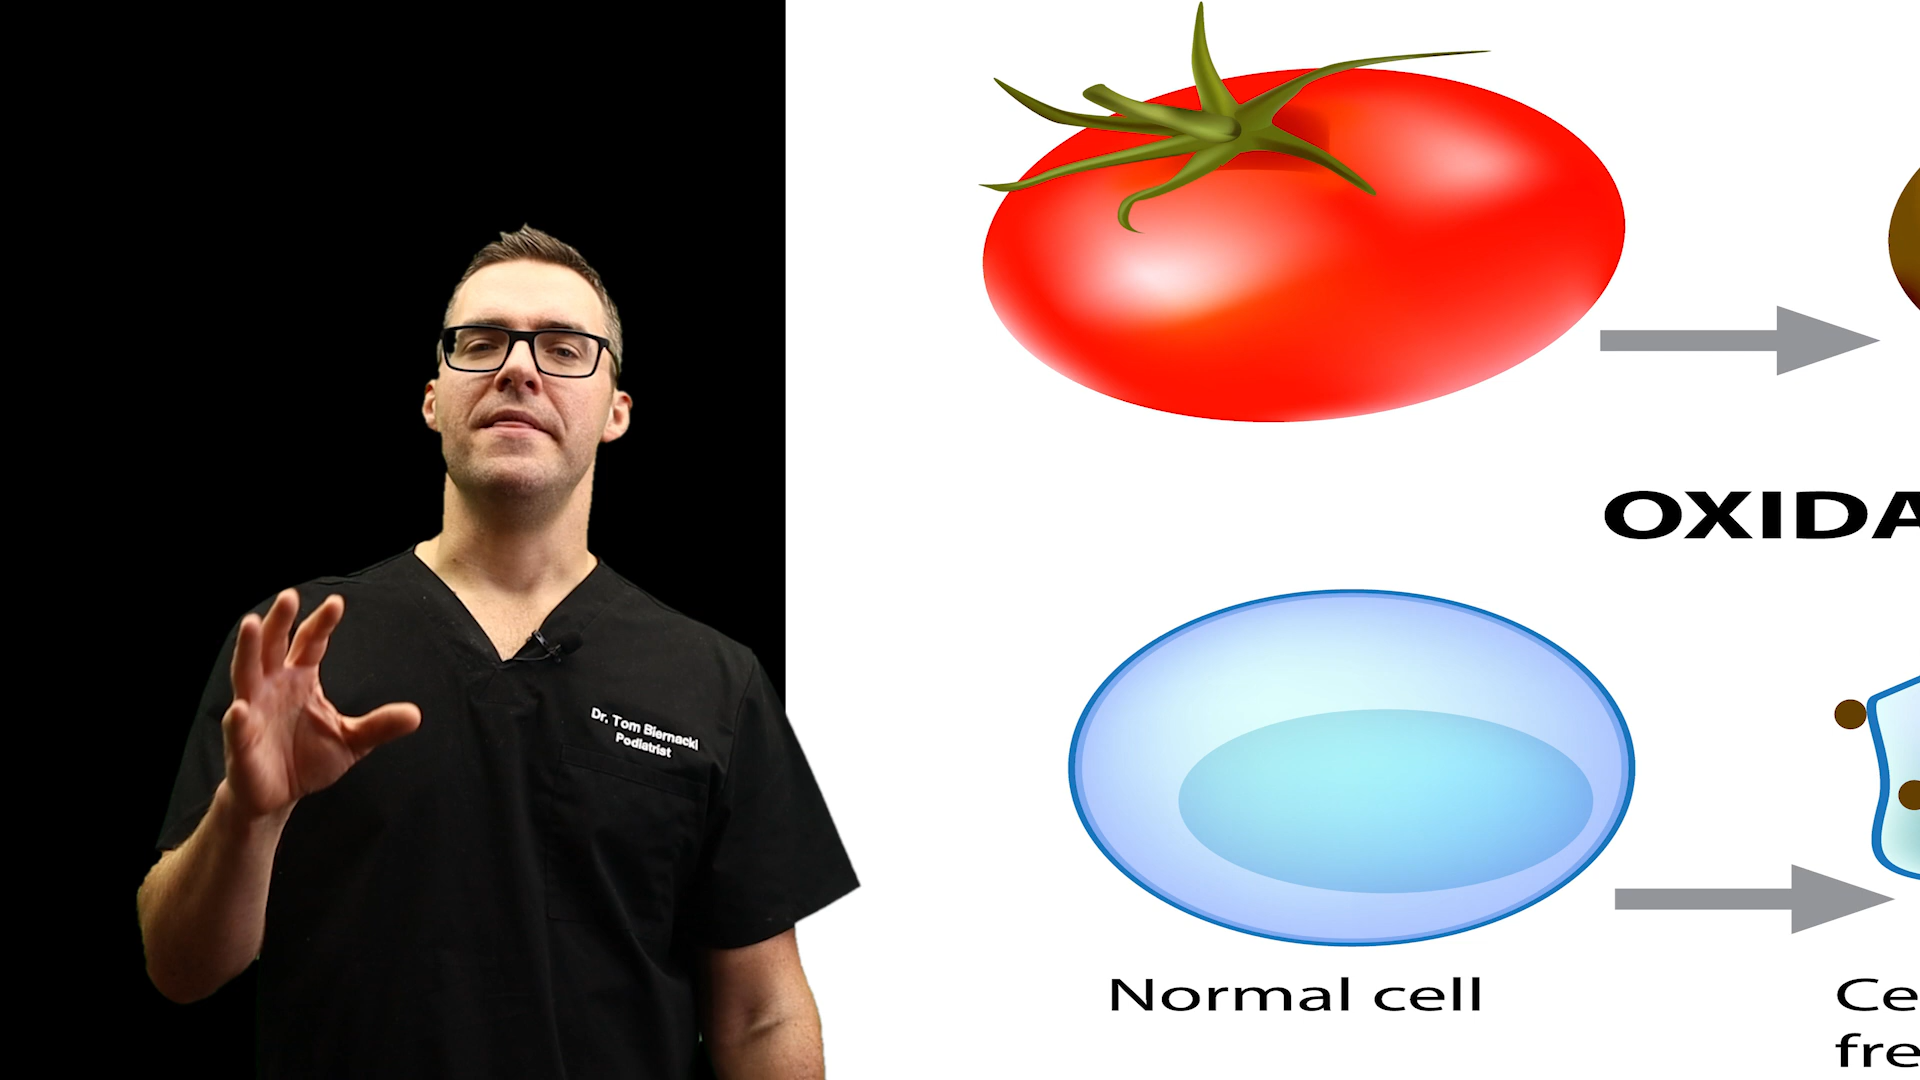 Dr. Tom Biernacki
Podiatrist
OXIDA
Normal cell
Ce
fre